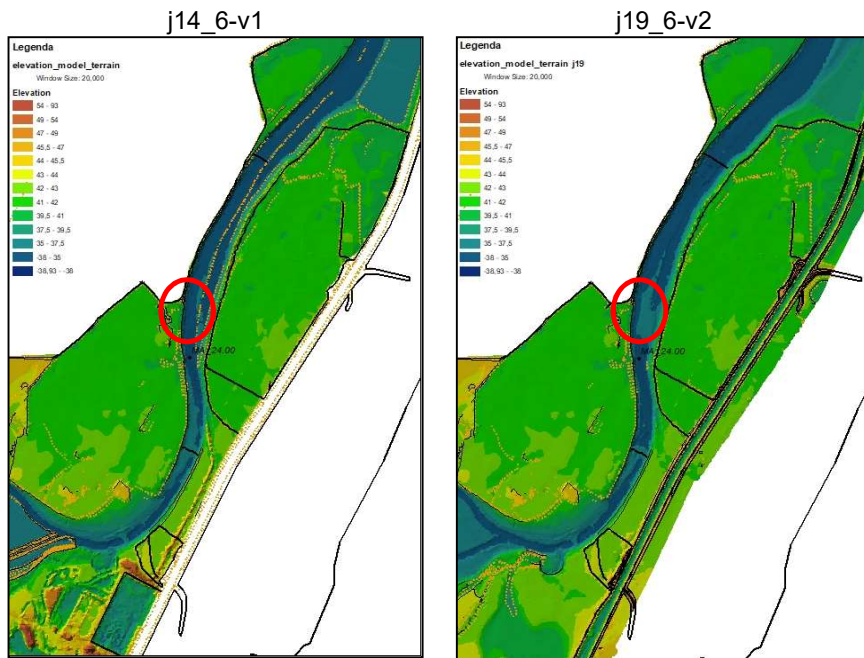 j14_6-v1
Legenda
elevation_model_terrain
Window Size: 20,000
Elevation
54 - 93
49 - 54
47 - 49
45,5 - 47
44 - 45,5
43 - 44
42 - 43
41 - 42
39,5 - 41
37,5 - 39,5
35 - 37,5
-38 - 35
-38,93 - -38
MA_24.00
j19_6-v2
Legenda
elevation_model_terrain j19
Window Size: 20,000
Elevation
54 - 93
49 - 54
47 - 49
45,5 - 47
44 - 45,5
43 - 44
42 - 43
41 - 42
39,5 - 41
37,5 - 39,5
35 - 37,5
-38 - 35
-38,93 - -38
MA_24.00